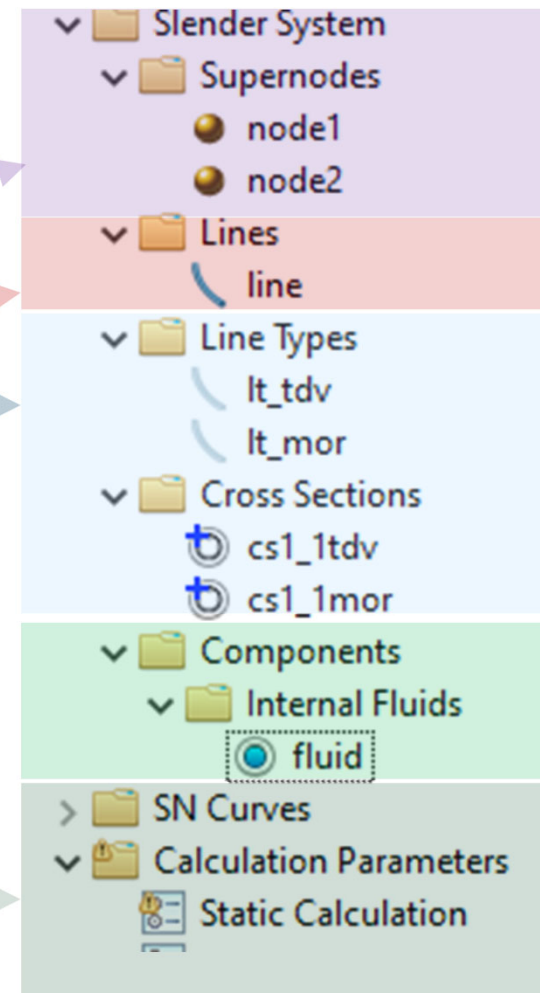 Slender System
Supernodes
node1
node2
Lines
line
Line Types
lt_tdv
lt_mor
Cross Sections
cs1_1tdv
cs1_1mor
Components
Internal Fluids
fluid
SN Curves
Calculation Parameters
Static Calculation